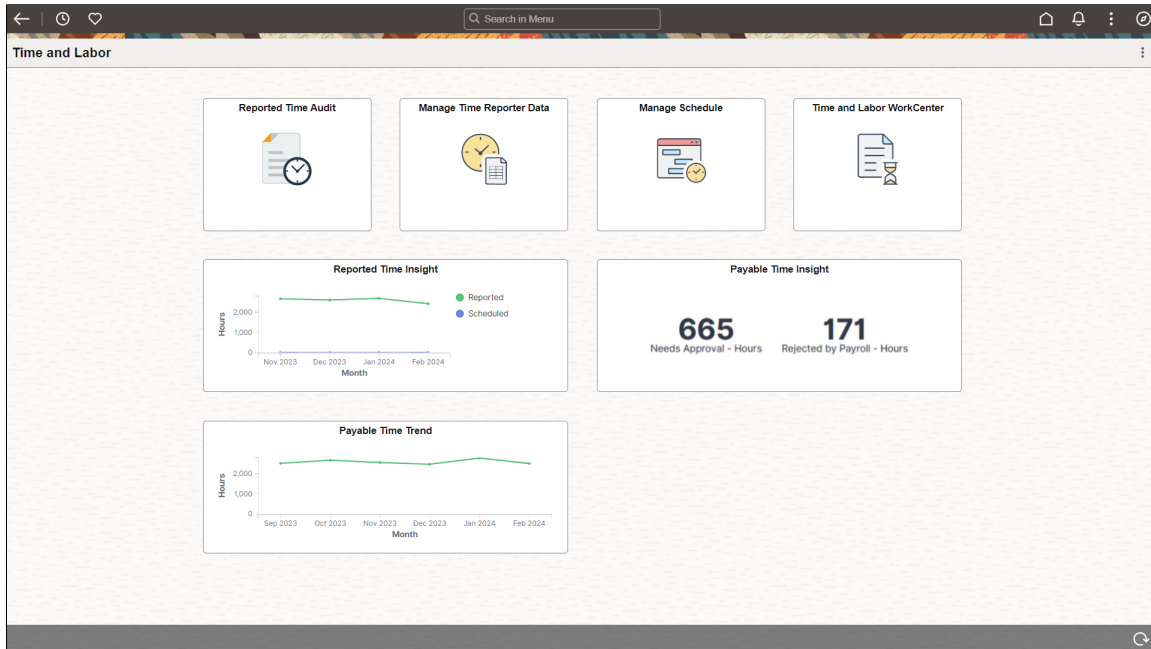 Search in Menu
Time and Labor
Reported Time Audit
Manage Time Reporter Data
Manage Schedule
Time and Labor WorkCenter
Reported Time Insight
Hours
2,000
1,000
0
Nov 2023 Dec 2023 Jan 2024 Feb 2024
Month
Reported
Scheduled
Payable Time Insight
665 171
Needs Approval - Hours Rejected by Payroll - Hours
Payable Time Trend
Hours
2,000
1,000
0
Sep 2023 Oct 2023 Nov 2023 Dec 2023 Jan 2024 Feb 2024
Month